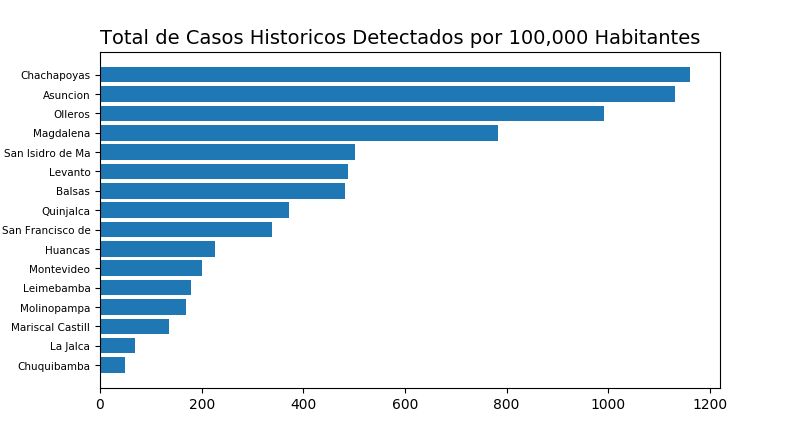 Total de Casos Historicos Detectados por 100,000 Habitantes
Chachapoyas
Asuncion
Olleros
Magdalena
San Isidro de Ma
Levanto
Balsas
Quinjalca
San Francisco de
Huancas
Montevideo
Leimebamba
Molinopampa
Mariscal Castill
La Jalca
Chuquibamba
0 200 400 600 800 1000 1200